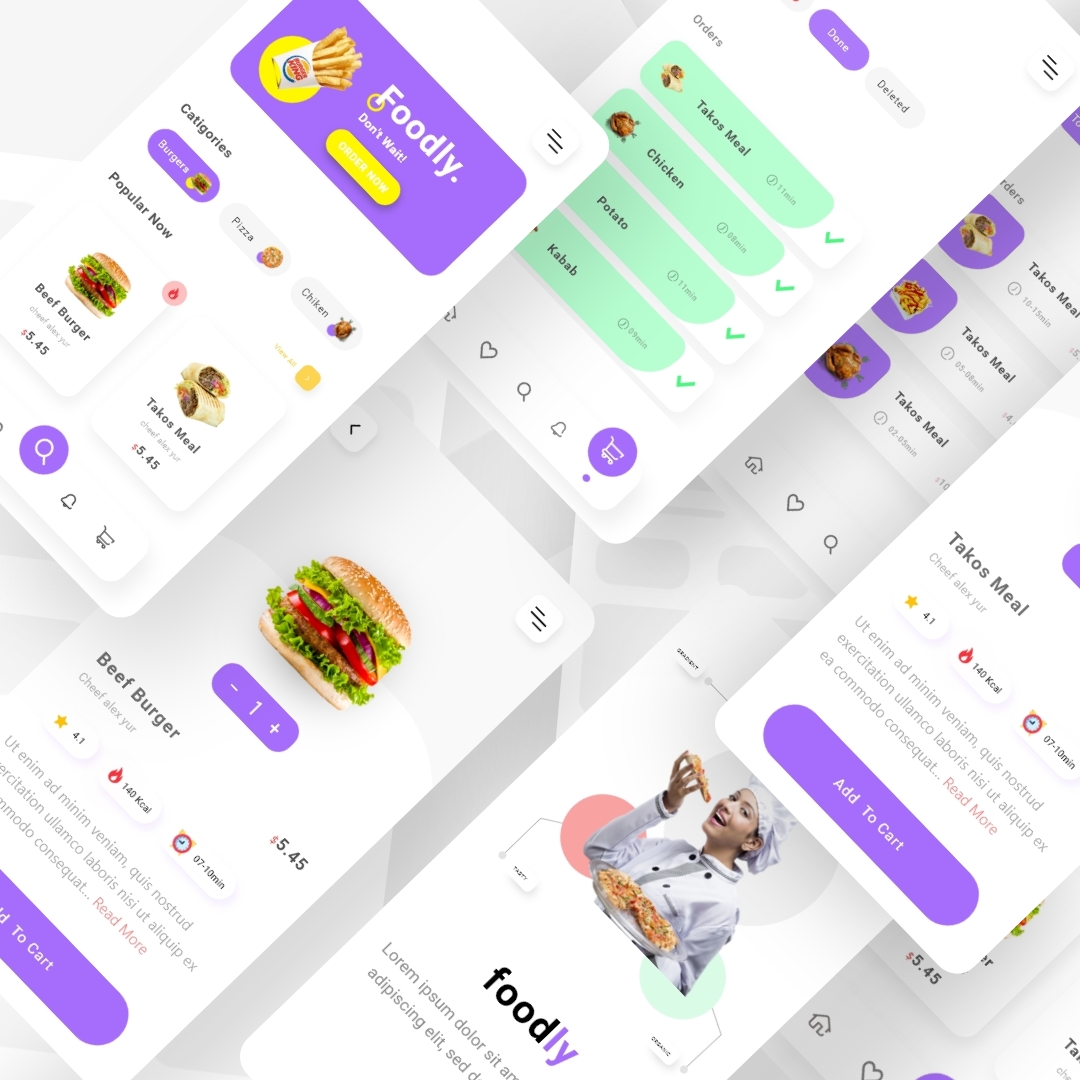 BURGER
KING
Foodly.
Don't Wait!
ORDER NOW
Catigories
Burgers
Pizza
Chiken
Popular Now
View All
Beef Burger
cheef alex yur
$5.45
Takos Meal
cheef alex yur
$5.45
Orders
Done
Deleted
Takos Meal
11min
Chicken
08min
Potato
11min
Kabab
09min
Takos Meal
10-15min
Takos Meal
05-08min
Takos Meal
02-05min
Beef Burger
Cheef alex yur
- 1 +
4.1
140 Kcal
07-10min
Ut enim ad minim veniam, quis nostrud
exercitation ullamco laboris nisi ut aliquip ex
commodo consequat... Read More
$5.45
To Cart
GRADIENT
TASTY
ORGANIC
foodly
Lorem ipsum dolor sit am
adipiscing elit, sed do
Takos Meal
Cheef alex yur
4.1
140 Kcal
07-10min
Ut enim ad minim veniam, quis nostrud
exercitation ullamco laboris nisi ut aliquip ex
ea commodo consequat... Read More
Add To Cart
$5.45